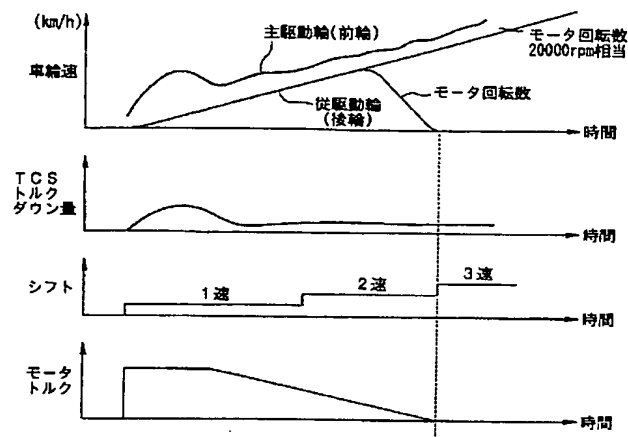 (km/h)
車輪速
主駆動輪(前輪)
モータ回転数
20000rpm相当
モータ回転数
従駆動輪
(後輪)
時間
TCS
トルク
ダウン量
時間
シフト
1速
2速
3速
時間
モータ
トルク
時間